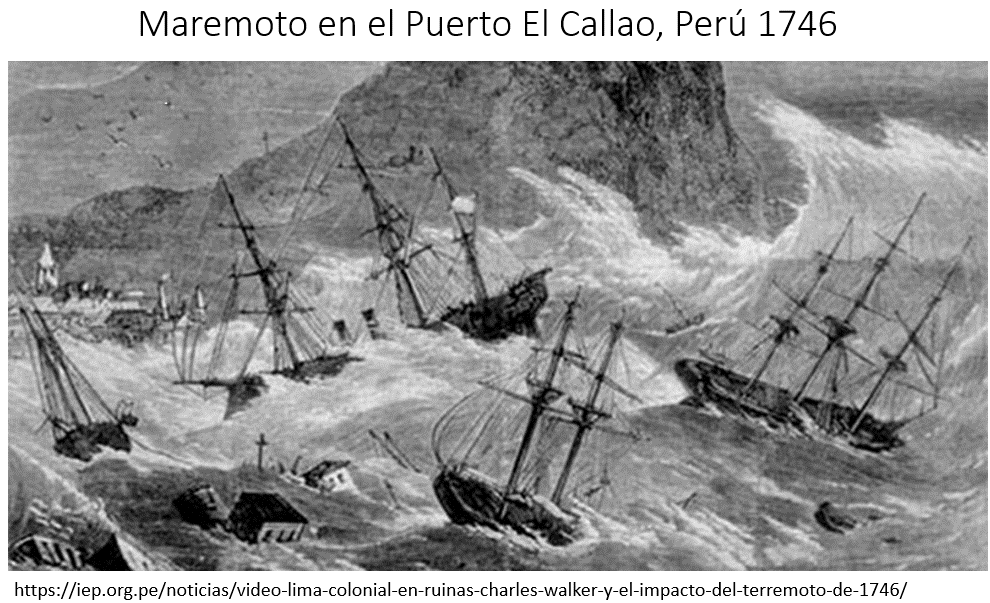 Maremoto en el Puerto El Callao, Perú 1746
https://iep.org.pe/noticias/video-lima-colonial-en-ruinas-charles-walker-y-el-impacto-del-terremoto-de-1746/